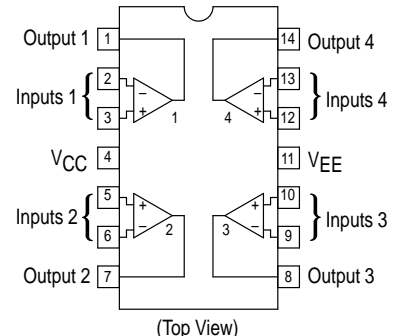 Output 1 1 14 Output 4
Inputs 1 { 2 − − 13 } Inputs 4
3 + 1 4 + 12
VCC 4 11 VEE
Inputs 2 { 5 + + 10 } Inputs 3
6 − 2 3 − 9
Output 2 7 8 Output 3
(Top View)